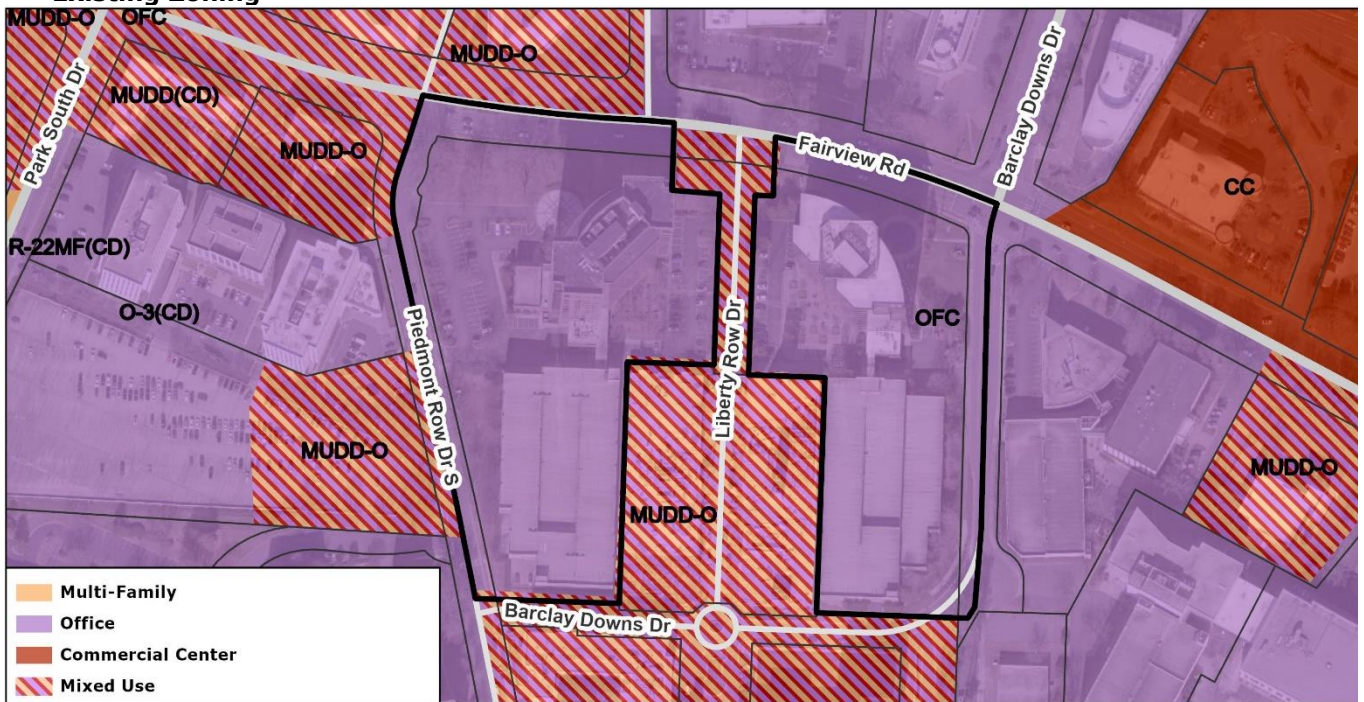 Existing Zoning
MUDD-O
OFC
MUDD-O
Barclay Downs Dr
Park South Dr
MUDD(CD)
MUDD-O
Fairview Rd
CC
R-22MF(CD)
O-3(CD)
Piedmont Row Dr S
Liberty Row Dr
OFC
MUDD-O
MUDD-O
MUDD-O
Barclay Downs Dr
Multi-Family
Office
Commercial Center
Mixed Use